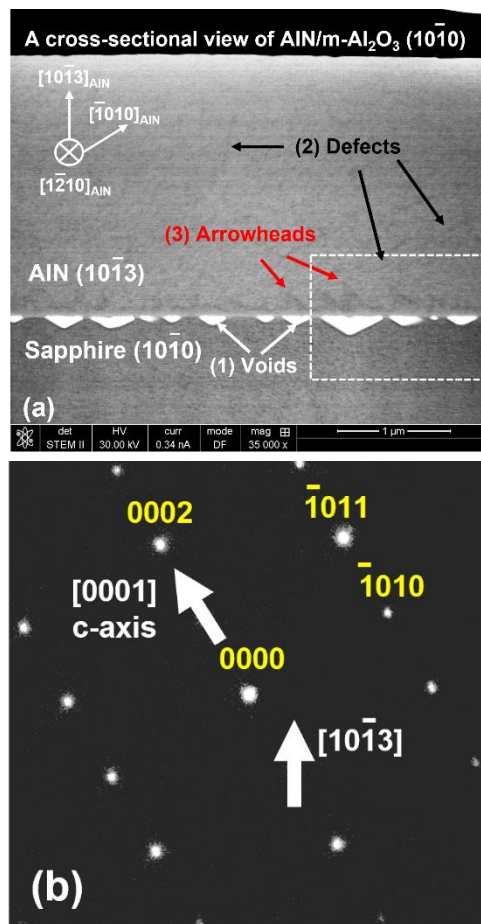 A cross-sectional view of AlN/m-Al₂O₃ (101̅0)
[101̅3]AlN
[1̅010]AlN
[12̅10]AlN
(2) Defects
(3) Arrowheads
AlN (101̅3)
Sapphire (101̅0)
(1) Voids
(a)
det HV curr mode mag 1 µm
STEM II 30.00 kV 0.34 nA DF 35 000 x
0002
1̅011
1̅010
[0001]
c-axis
0000
[101̅3]
(b)